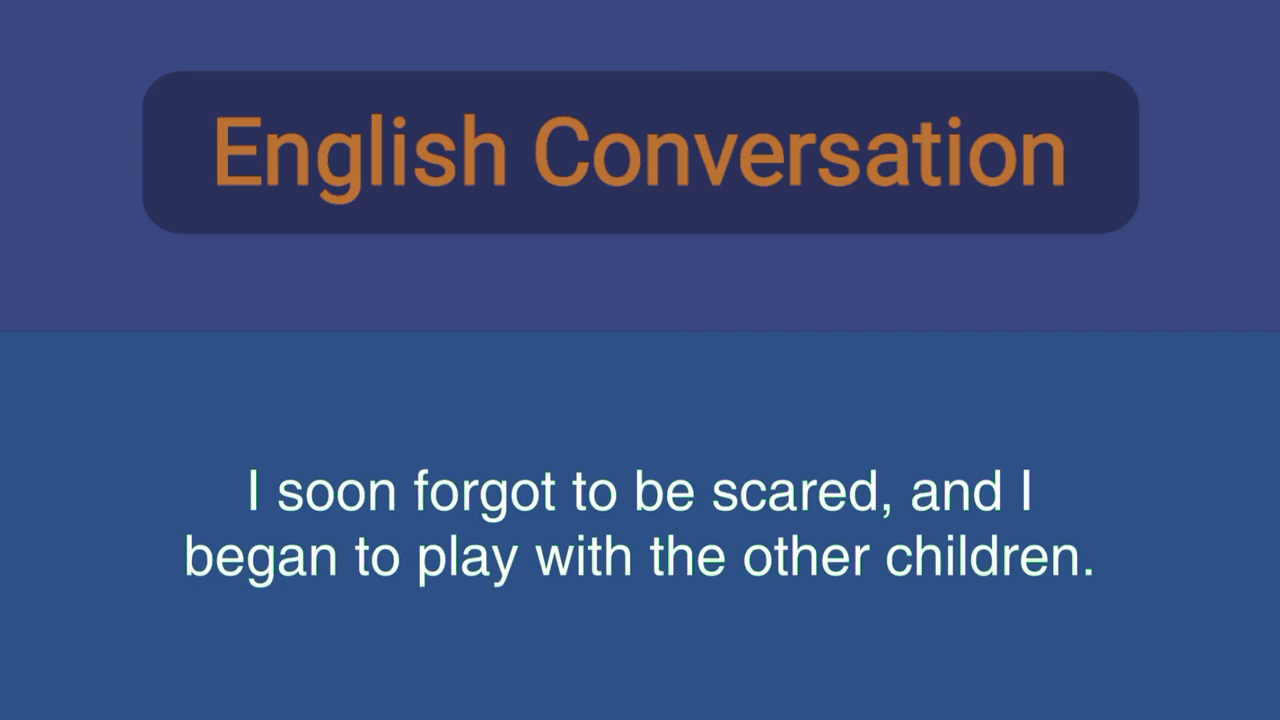 English Conversation
I soon forgot to be scared, and I
began to play with the other children.